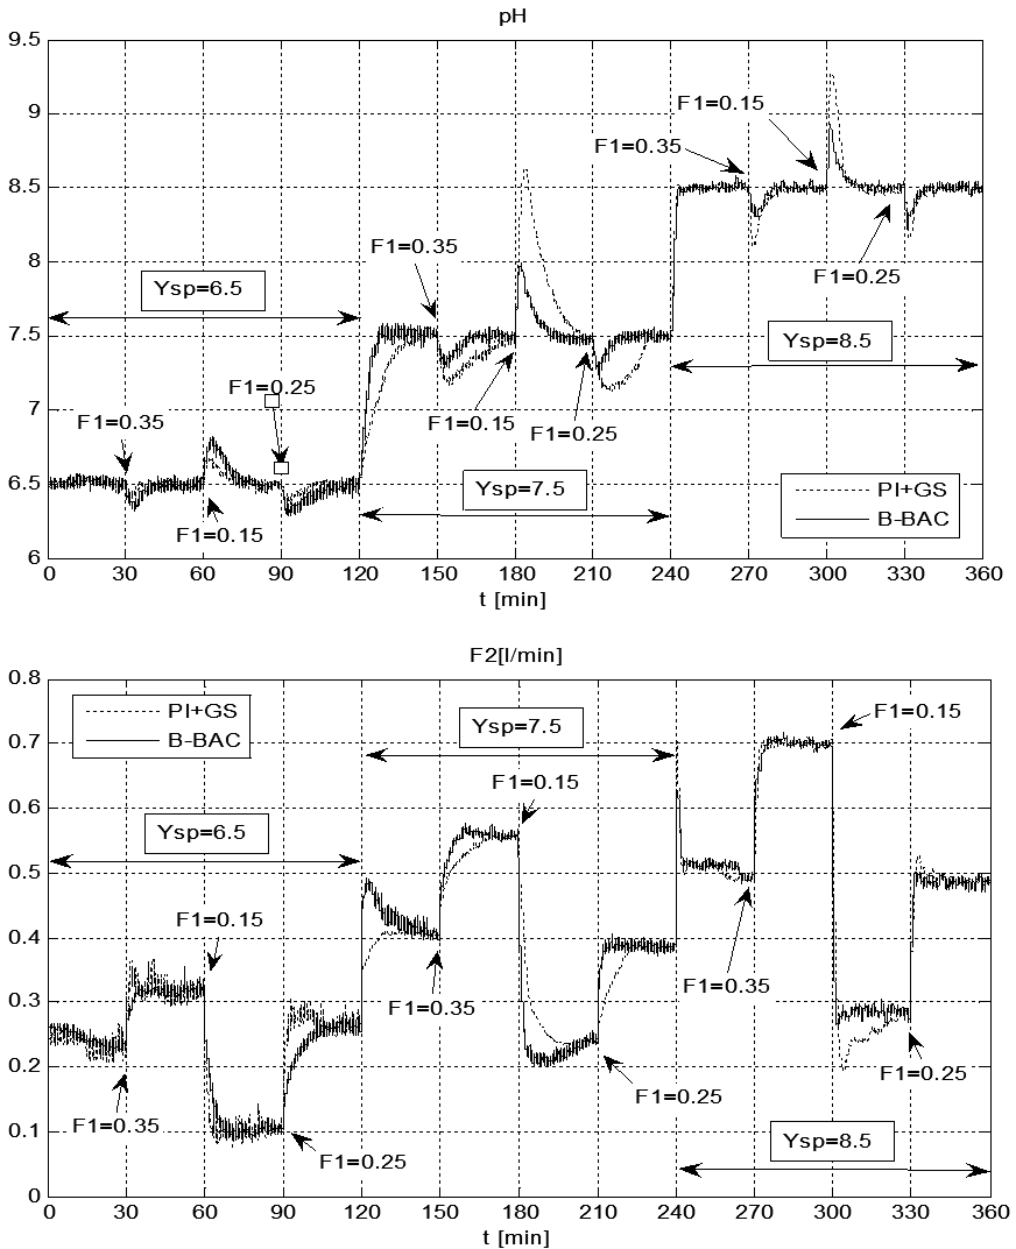 pH
9.5
9
8.5
8
7.5
7
6.5
6
F1=0.15
F1=0.35
F1=0.35
F1=0.25
Ysp=6.5
Ysp=8.5
F1=0.25
F1=0.35
F1=0.15
F1=0.25
Ysp=7.5
F1=0.15
PI+GS
B-BAC
0 30 60 90 120 150 180 210 240 270 300 330 360
t [min]
F2[l/min]
0.8
0.7
0.6
0.5
0.4
0.3
0.2
0.1
0
PI+GS
B-BAC
Ysp=7.5
F1=0.15
F1=0.15
Ysp=6.5
F1=0.15
F1=0.35
F1=0.35
F1=0.25
F1=0.25
F1=0.35
F1=0.25
Ysp=8.5
0 30 60 90 120 150 180 210 240 270 300 330 360
t [min]